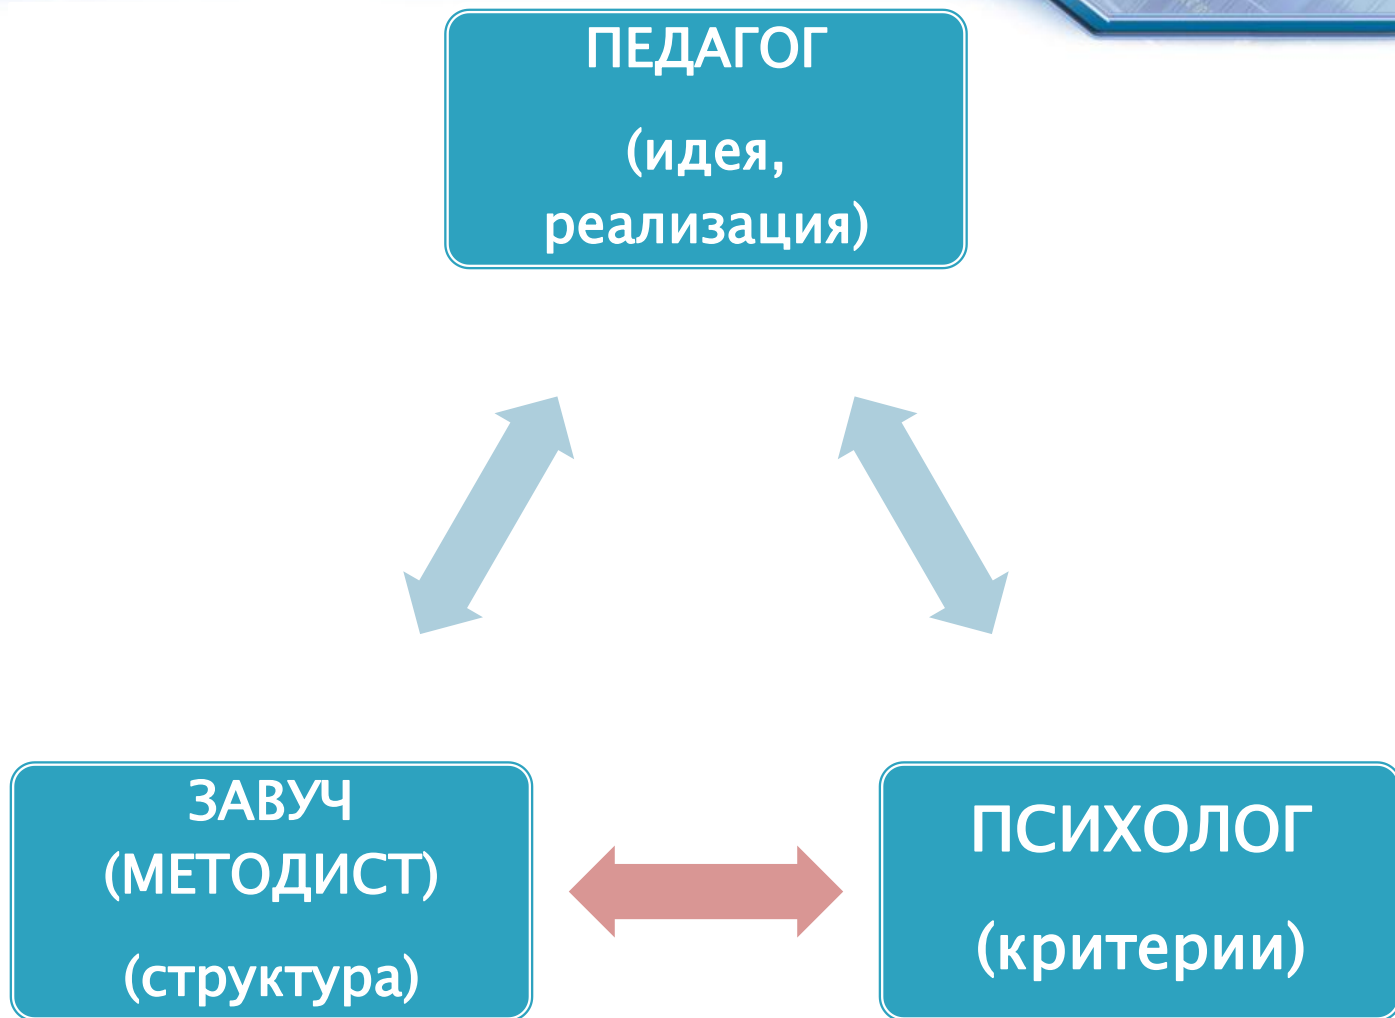 ПЕДАГОГ
(идея,
реализация)
ЗАВУЧ
(МЕТОДИСТ)
(структура)
ПСИХОЛОГ
(критерии)